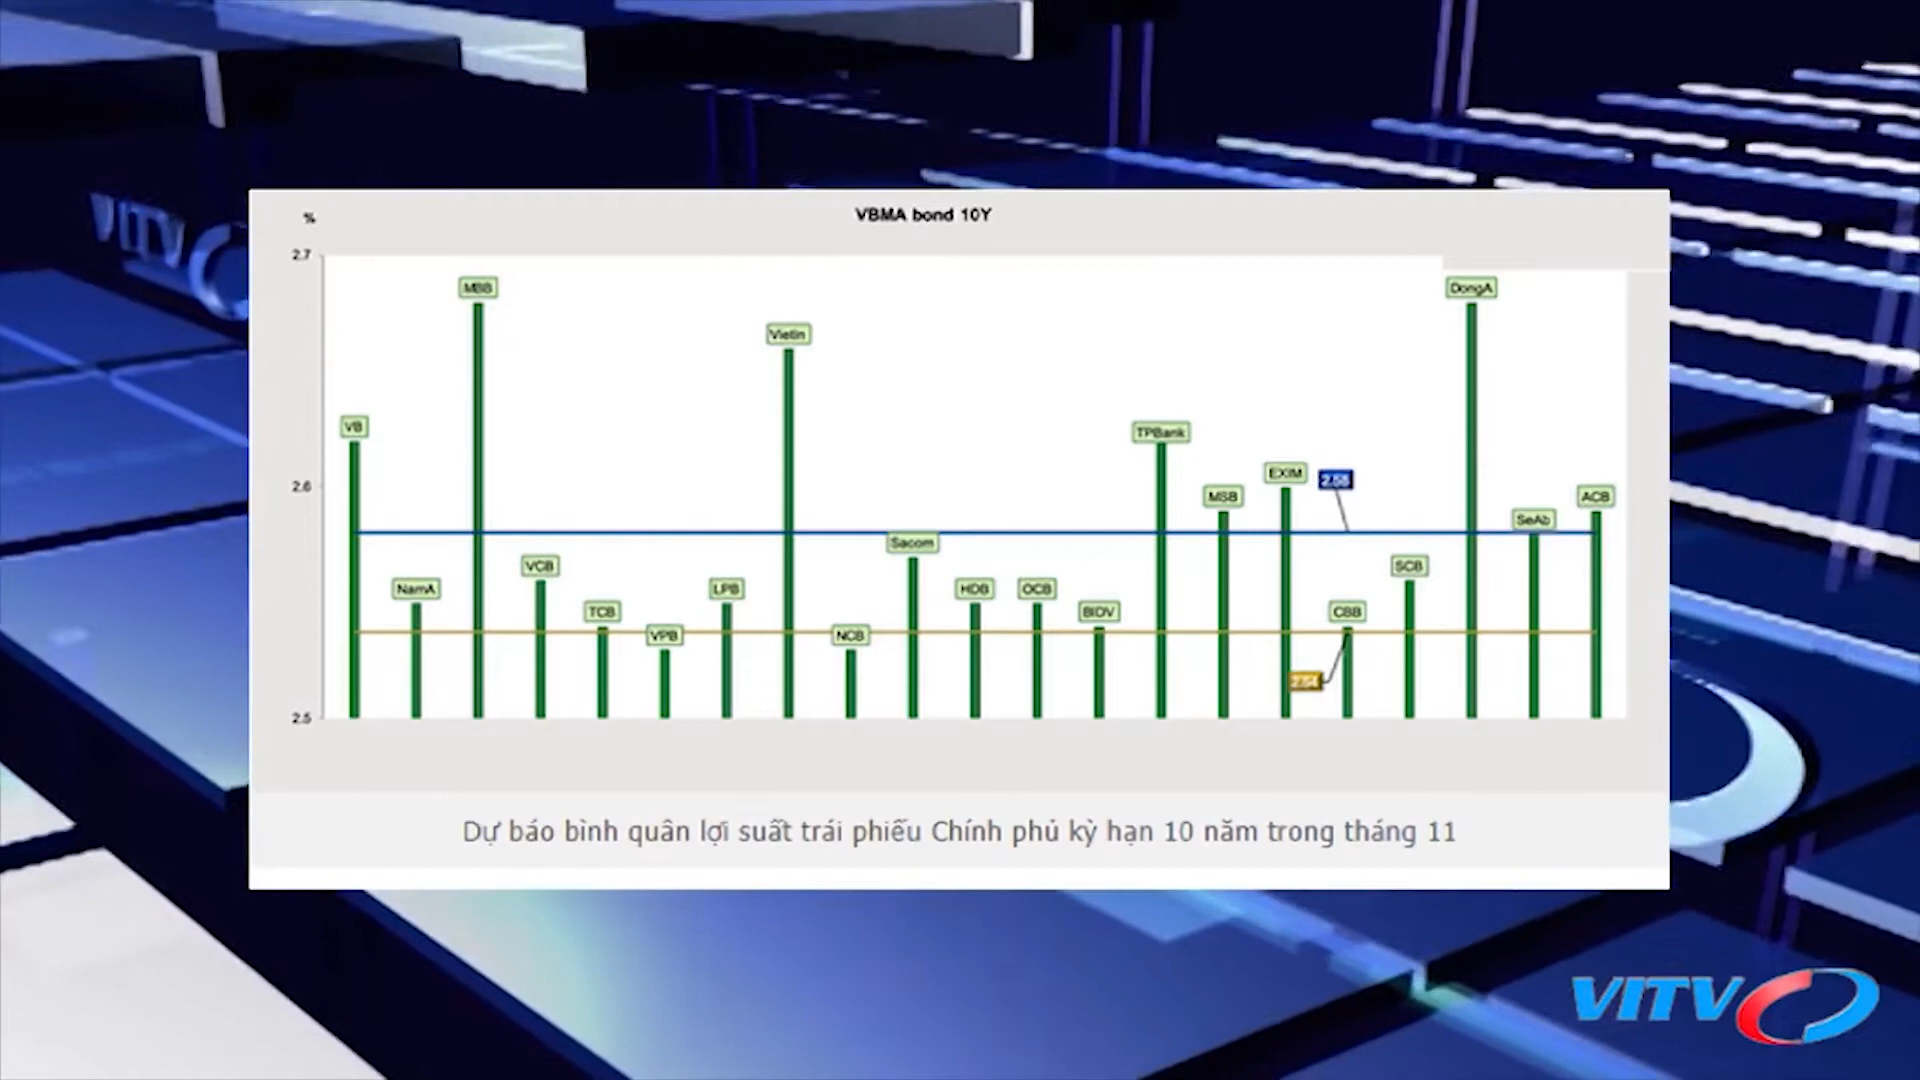 VITV
%
VBMA bond 10Y
2.7
MBB
DongA
Vietin
VB
TPBank
EXIM
2.58
2.6
MSB
ACB
SeAb
Sacom
VCB
SCB
NamA
LPB
HDB
OCB
TCB
BIDV
CBB
VPB
NCB
2.54
2.5
Dự báo bình quân lợi suất trái phiếu Chính phủ kỳ hạn 10 năm trong tháng 11
VITV